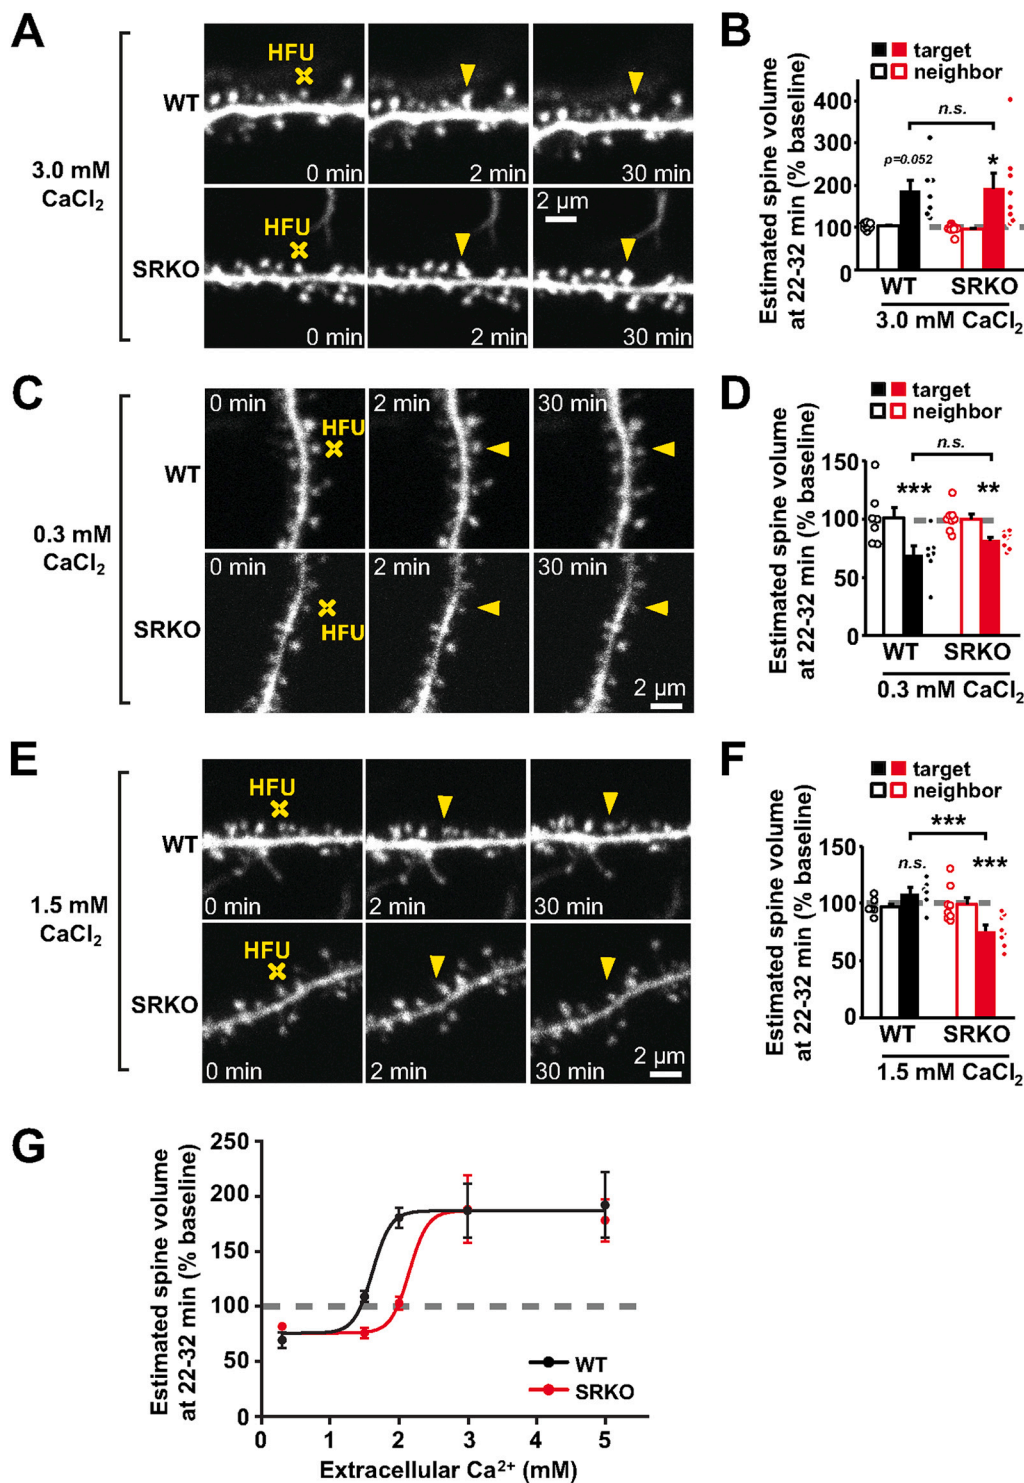 A
3.0 mM
CaCl2
WT
HFU
0 min
2 min
30 min
SRKO
HFU
2 µm
0 min
2 min
30 min
B
target
neighbor
Estimated spine volume
at 22-32 min (% baseline)
400
300
200
100
0
p=0.052
n.s.
*
WT
SRKO
3.0 mM CaCl2
C
0.3 mM
CaCl2
WT
0 min
HFU
2 min
30 min
SRKO
0 min
HFU
2 min
30 min
2 µm
D
target
neighbor
Estimated spine volume
at 22-32 min (% baseline)
150
100
50
0
n.s.
***
**
WT
SRKO
0.3 mM CaCl2
E
1.5 mM
CaCl2
WT
HFU
0 min
2 min
30 min
SRKO
HFU
0 min
2 min
30 min
2 µm
F
target
neighbor
Estimated spine volume
at 22-32 min (% baseline)
150
100
50
0
***
n.s.
***
WT
SRKO
1.5 mM CaCl2
G
Estimated spine volume
at 22-32 min (% baseline)
250
200
150
100
50
0
WT
SRKO
0 1 2 3 4 5
Extracellular Ca2+ (mM)